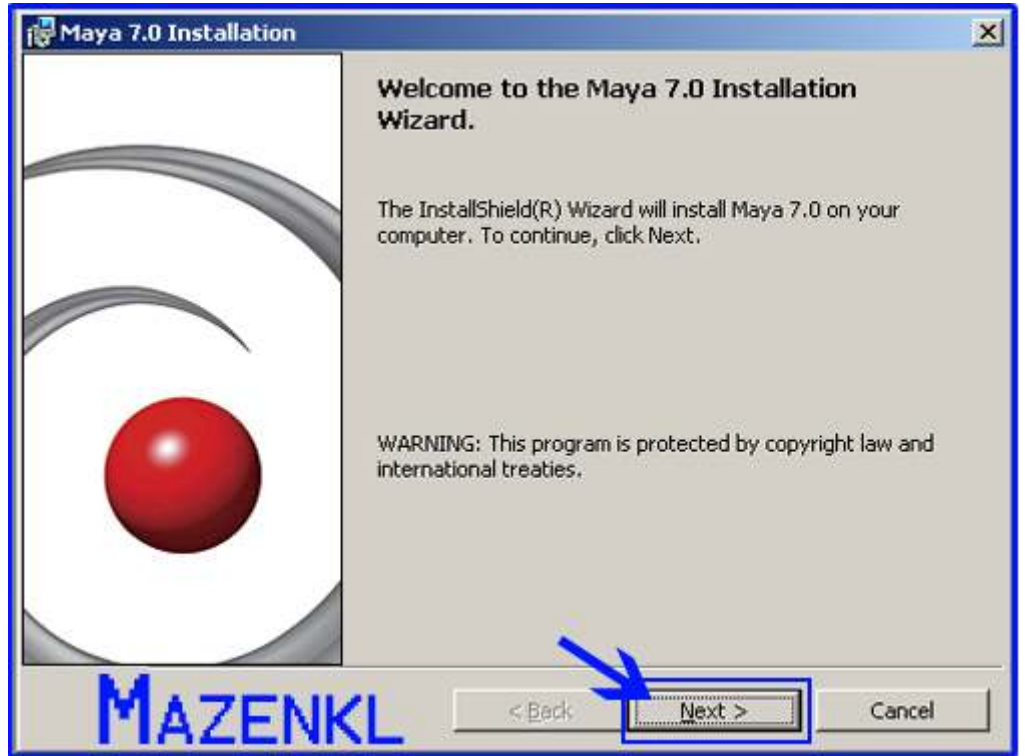 Maya 7.0 Installation
Welcome to the Maya 7.0 Installation
Wizard.
The InstallShield(R) Wizard will install Maya 7.0 on your
computer. To continue, click Next.
WARNING: This program is protected by copyright law and
international treaties.
MAZENKL
< Back Next > Cancel